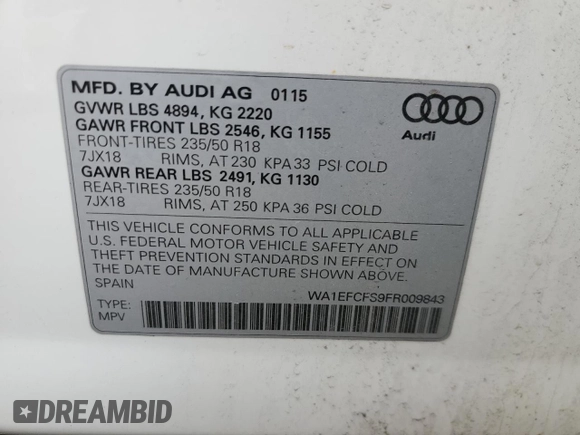 MFD. BY AUDI AG 0115
GVWR LBS 4894, KG 2220
GAWR FRONT LBS 2546, KG 1155
FRONT-TIRES 235/50 R18
7JX18 RIMS, AT 230 KPA 33 PSI COLD
GAWR REAR LBS 2491, KG 1130
REAR-TIRES 235/50 R18
7JX18 RIMS, AT 250 KPA 36 PSI COLD
Audi
THIS VEHICLE CONFORMS TO ALL APPLICABLE
U.S. FEDERAL MOTOR VEHICLE SAFETY AND
THEFT PREVENTION STANDARDS IN EFFECT ON
THE DATE OF MANUFACTURE SHOWN ABOVE.
SPAIN
WA1EFCFS9FR009843
TYPE:
MPV
DREAMBID